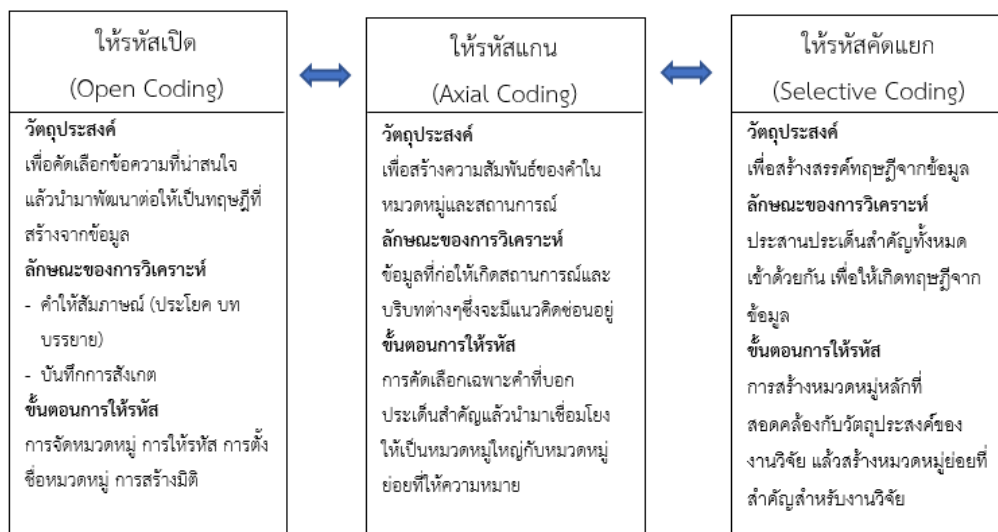 ให้รหัสเปิด
(Open Coding)
วัตถุประสงค์
เพื่อคัดเลือกข้อความที่น่าสนใจ
แล้วนำมาพัฒนาต่อให้เป็นทฤษฎีที่
สร้างจากข้อมูล
ลักษณะของการวิเคราะห์
- คำให้สัมภาษณ์ (ประโยค บท
บรรยาย)
- บันทึกการสังเกต
ขั้นตอนการให้รหัส
การจัดหมวดหมู่ การให้รหัส การตั้ง
ชื่อหมวดหมู่ การสร้างมิติ
ให้รหัสแกน
(Axial Coding)
วัตถุประสงค์
เพื่อสร้างความสัมพันธ์ของคำใน
หมวดหมู่และสถานการณ์
ลักษณะของการวิเคราะห์
ข้อมูลที่ก่อให้เกิดสถานการณ์และ
บริบทต่างๆซึ่งจะมีแนวคิดซ่อนอยู่
ขั้นตอนการให้รหัส
การคัดเลือกเฉพาะคำที่บอก
ประเด็นสำคัญแล้วนำมาเชื่อมโยง
ให้เป็นหมวดหมู่ใหญ่กับหมวดหมู่
ย่อยที่ให้ความหมาย
ให้รหัสคัดแยก
(Selective Coding)
วัตถุประสงค์
เพื่อสร้างสรรค์ทฤษฎีจากข้อมูล
ลักษณะของการวิเคราะห์
ประสานประเด็นสำคัญทั้งหมด
เข้าด้วยกัน เพื่อให้เกิดทฤษฎีจาก
ข้อมูล
ขั้นตอนการให้รหัส
การสร้างหมวดหมู่หลักที่
สอดคล้องกับวัตถุประสงค์ของ
งานวิจัย แล้วสร้างหมวดหมู่ย่อยที่
สำคัญสำหรับงานวิจัย